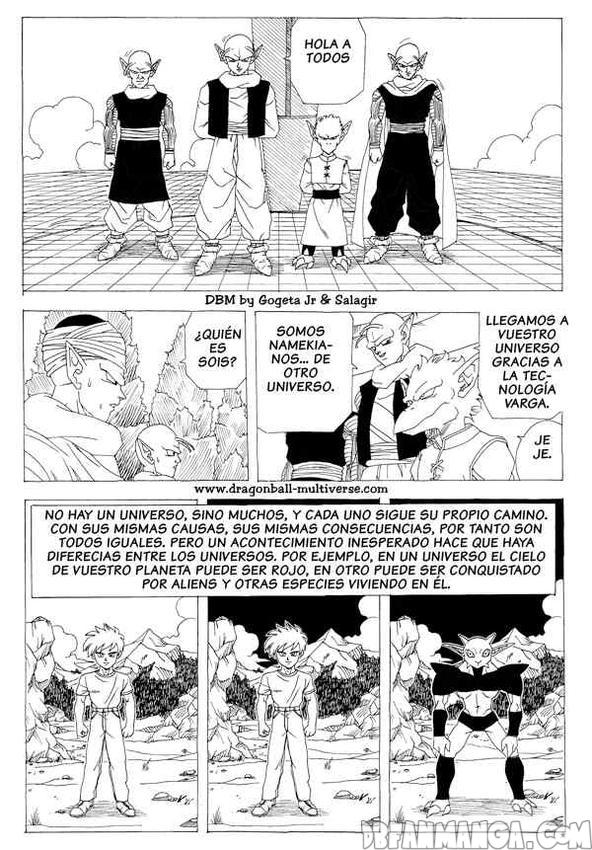 HOLA A
TODOS
DBM by Gogeta Jr & Salagir
¿QUIÉN
ES
SOIS?
SOMOS
NAMEKIA-
NOS... DE
OTRO
UNIVERSO.
LLEGAMOS A
VUESTRO
UNIVERSO
GRACIAS
A LA TEC-
NOLOGÍA
VARGA.
JE
JE.
www.dragonball-multiverse.com
NO HAY UN UNIVERSO, SINO MUCHOS, Y CADA UNO SIGUE SU PROPIO CAMINO.
CON SUS MISMAS CAUSAS, SUS MISMAS CONSECUENCIAS, POR TANTO SON
TODOS IGUALES. PERO UN ACONTECIMIENTO INESPERADO HACE QUE HAYA
DIFERECIAS ENTRE LOS UNIVERSOS. POR EJEMPLO, EN UN UNIVERSO EL CIELO
DE VUESTRO PLANETA PUEDE SER ROJO, EN OTRO PUEDE SER CONQUISTADO
POR ALIENS Y OTRAS ESPECIES VIVIENDO EN ÉL.
DBFANMANGA.COM